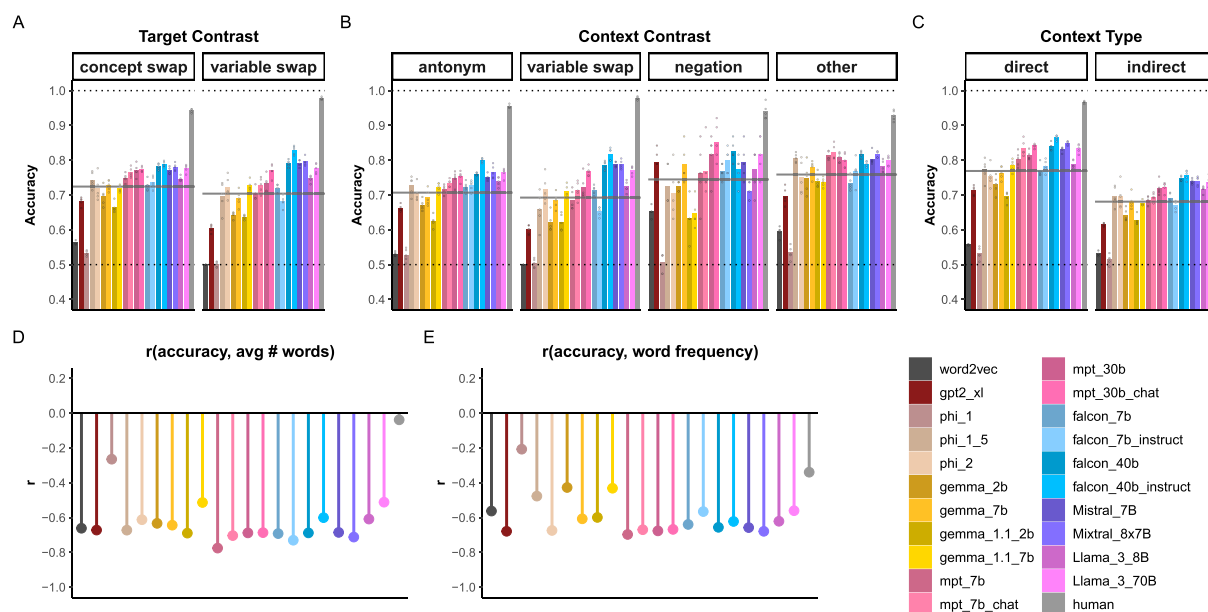 A
B
C
Target Contrast
Context Contrast
Context Type
concept swap
variable swap
antonym
variable swap
negation
other
direct
indirect
Accuracy
1.0
0.9
0.8
0.7
0.6
0.5
0.4
Accuracy
1.0
0.9
0.8
0.7
0.6
0.5
0.4
Accuracy
1.0
0.9
0.8
0.7
0.6
0.5
0.4
D
r(accuracy, avg # words)
r
0.2
0.0
−0.2
−0.4
−0.6
−0.8
−1.0
E
r(accuracy, word frequency)
r
0.2
0.0
−0.2
−0.4
−0.6
−0.8
−1.0
word2vec
gpt2_xl
phi_1
phi_1_5
phi_2
gemma_2b
gemma_7b
gemma_1.1_2b
gemma_1.1_7b
mpt_7b
mpt_7b_chat
mpt_30b
mpt_30b_chat
falcon_7b
falcon_7b_instruct
falcon_40b
falcon_40b_instruct
Mistral_7B
Mixtral_8x7B
Llama_3_8B
Llama_3_70B
human